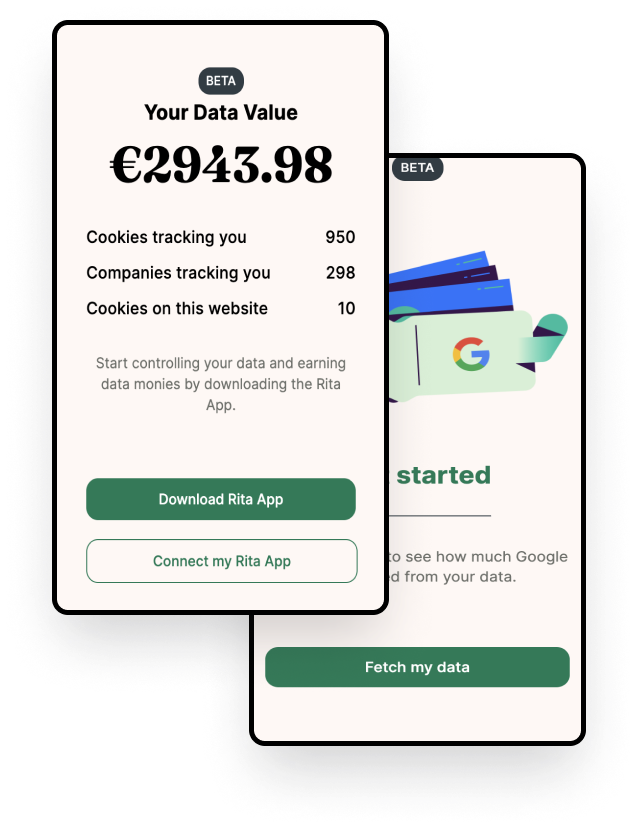 BETA
Your Data Value
€2943.98
Cookies tracking you 950
Companies tracking you 298
Cookies on this website 10
Start controlling your data and earning
data monies by downloading the Rita
App.
Download Rita App
Connect my Rita App
BETA
G
started
to see how much Google
from your data.
Fetch my data